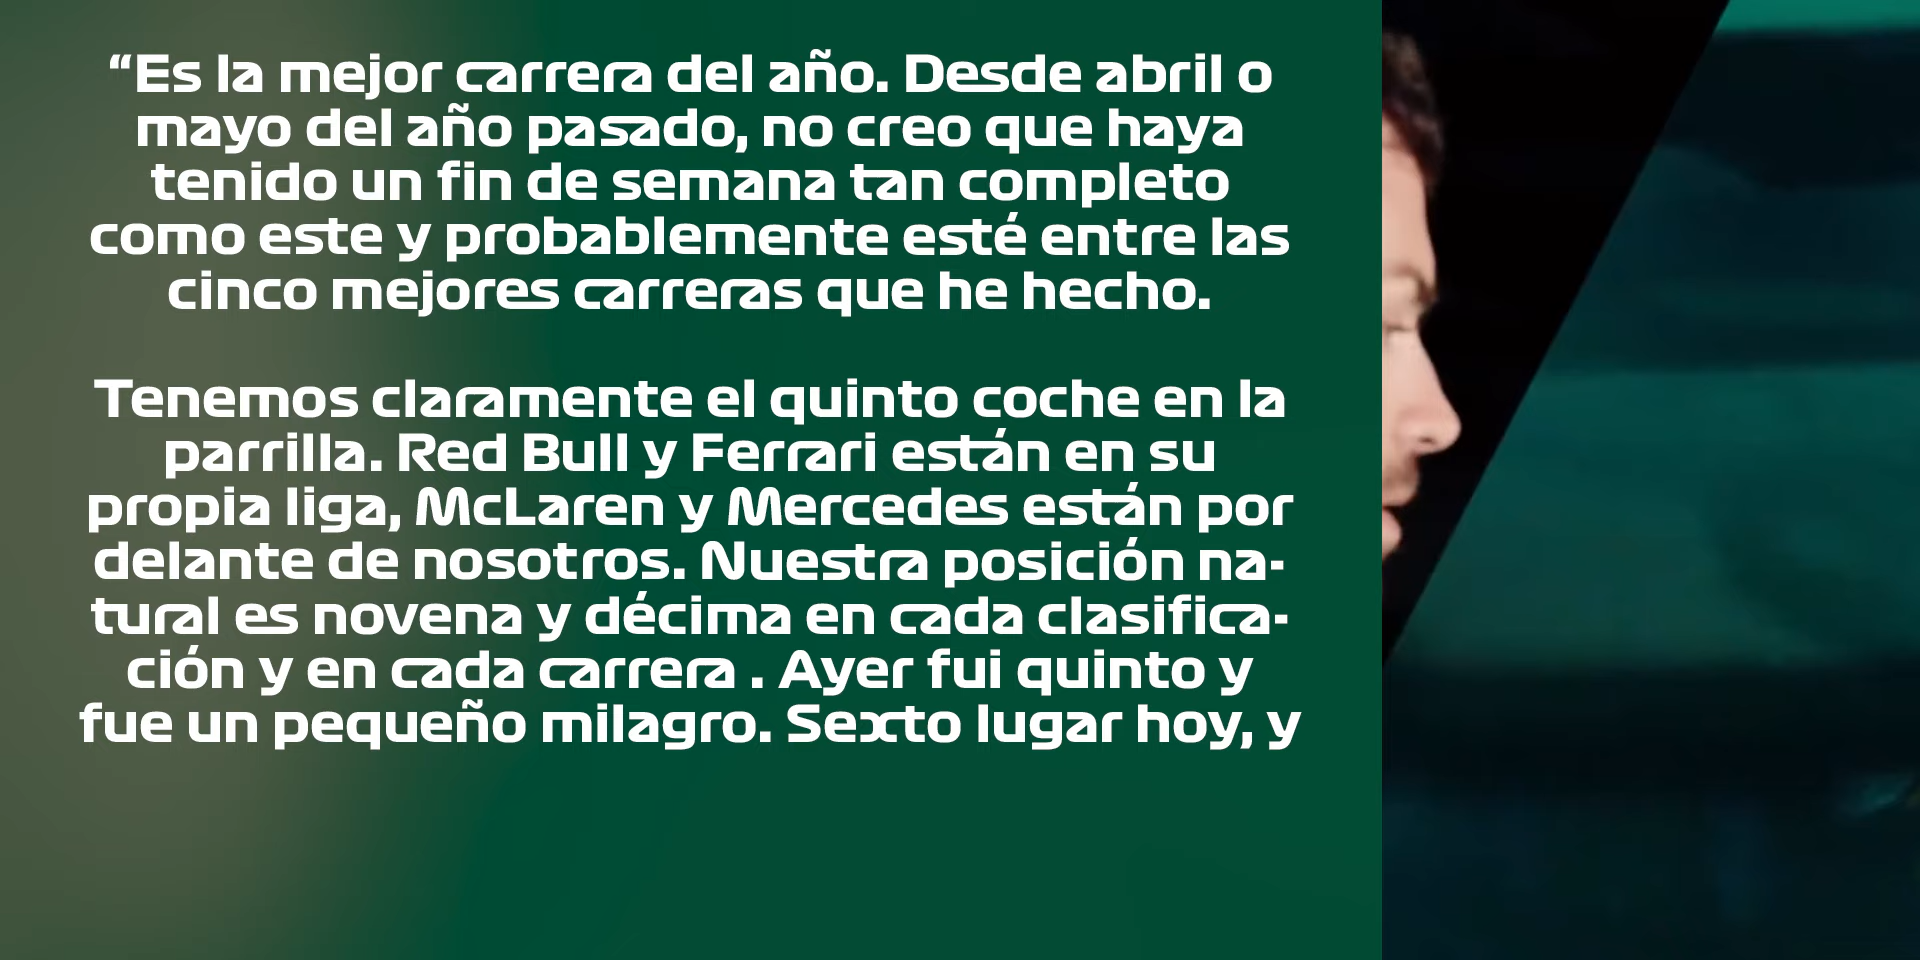 “Es la mejor carrera del año. Desde abril o
mayo del año pasado, no creo que haya
tenido un fin de semana tan completo
como este y probablemente esté entre las
cinco mejores carreras que he hecho.
Tenemos claramente el quinto coche en la
parrilla. Red Bull y Ferrari están en su
propia liga, McLaren y Mercedes están por
delante de nosotros. Nuestra posición na-
tural es novena y décima en cada clasifica-
ción y en cada carrera . Ayer fui quinto y
fue un pequeño milagro. Sexto lugar hoy, y